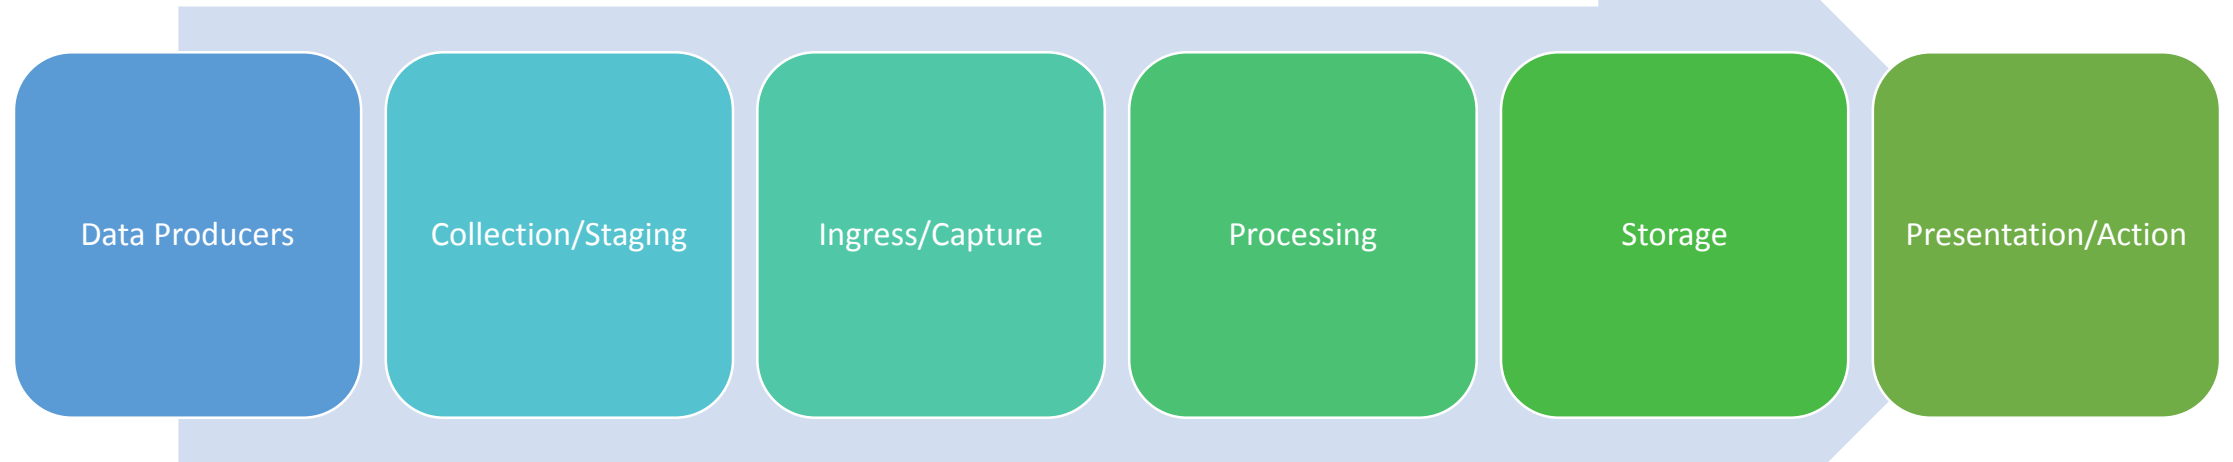 Data Producers
Collection/Staging
Ingress/Capture
Processing
Storage
Presentation/Action